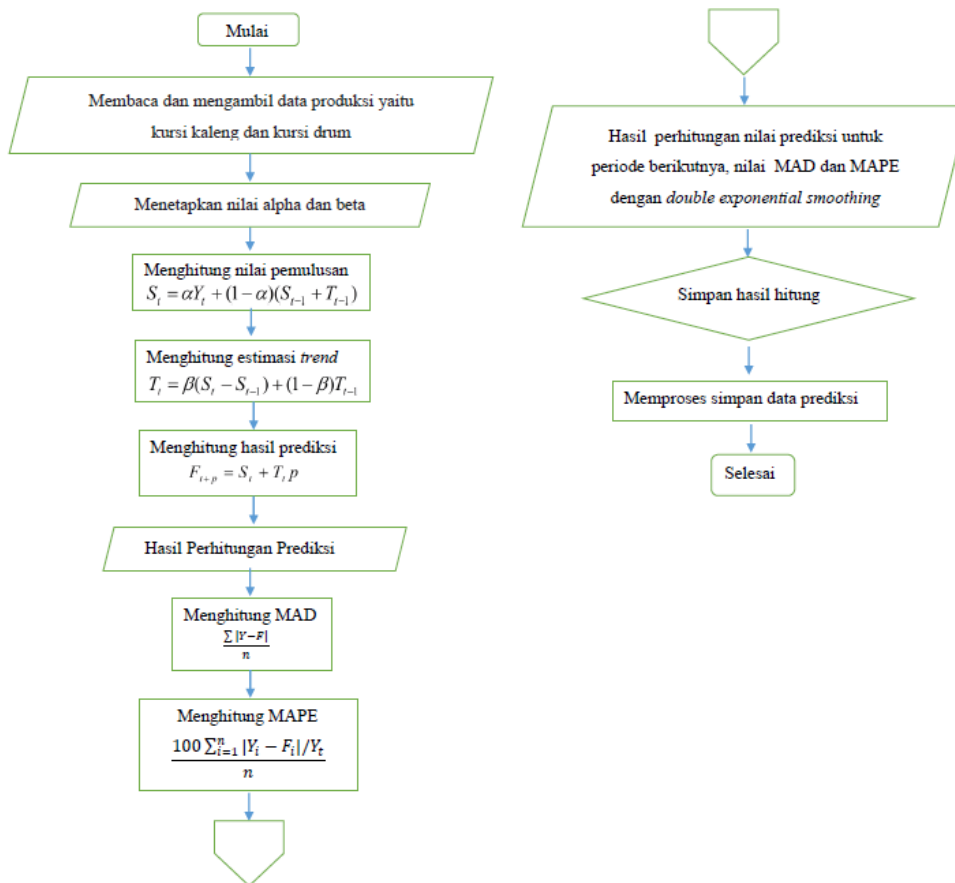 Mulai
Membaca dan mengambil data produksi yaitu
kursi kaleng dan kursi drum
Menetapkan nilai alpha dan beta
Menghitung nilai pemulusan
S_t = αY_t + (1 − α)(S_{t−1} + T_{t−1})
Menghitung estimasi trend
T_t = β(S_t − S_{t−1}) + (1 − β)T_{t−1}
Menghitung hasil prediksi
F_{t+p} = S_t + T_t p
Hasil Perhitungan Prediksi
Menghitung MAD
∑|Y−F|
n
Menghitung MAPE
100 ∑_{i=1}^{n} |Y_i − F_i|/Y_t
n
Hasil perhitungan nilai prediksi untuk
periode berikutnya, nilai MAD dan MAPE
dengan double exponential smoothing
Simpan hasil hitung
Memproses simpan data prediksi
Selesai